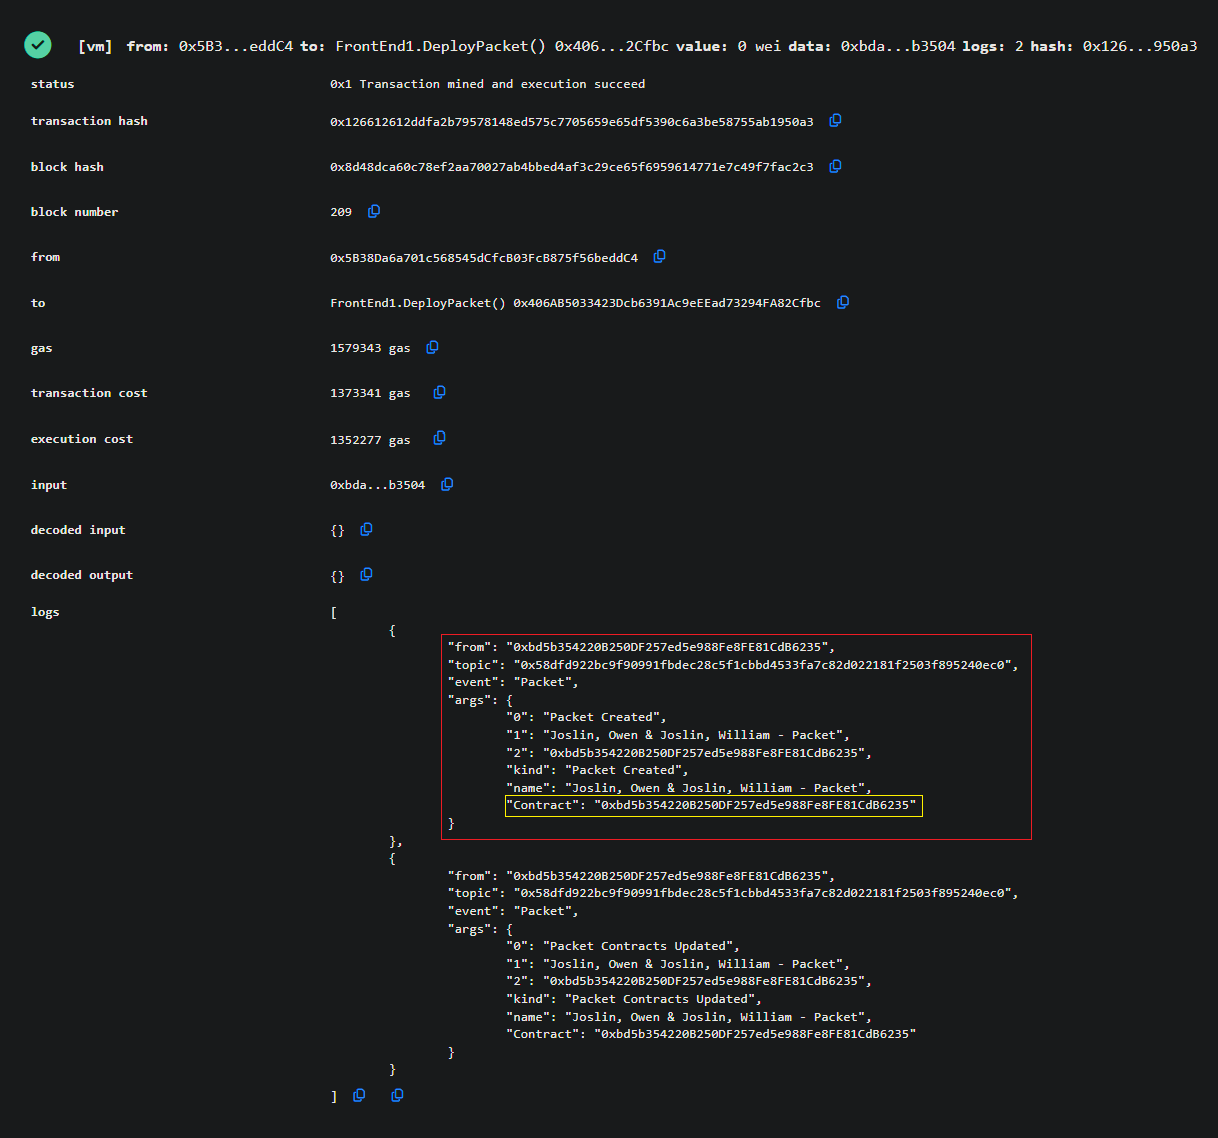 [vm] from: 0x5B3...eddC4 to: FrontEnd1.DeployPacket() 0x406...2Cfbc value: 0 wei data: 0xbda...b3504 logs: 2 hash: 0x126...950a3
status 0x1 Transaction mined and execution succeed
transaction hash 0x126612612ddfa2b79578148ed575c7705659e65df5390c6a3be58755ab1950a3
block hash 0x8d48dca60c78ef2aa70027ab4bbed4af3c29ce65f6959614771e7c49f7fac2c3
block number 209
from 0x5B38Da6a701c568545dCfcB03FcB875f56beddC4
to FrontEnd1.DeployPacket() 0x406AB5033423Dcb6391Ac9eEEad73294FA82Cfbc
gas 1579343 gas
transaction cost 1373341 gas
execution cost 1352277 gas
input 0xbda...b3504
decoded input {}
decoded output {}
logs [
{
"from": "0xbd5b354220B250DF257ed5e988Fe8FE81CdB6235",
"topic": "0x58dfd922bc9f90991fbdec28c5f1cbbd4533fa7c82d022181f2503f895240ec0",
"event": "Packet",
"args": {
"0": "Packet Created",
"1": "Joslin, Owen & Joslin, William - Packet",
"2": "0xbd5b354220B250DF257ed5e988Fe8FE81CdB6235",
"kind": "Packet Created",
"name": "Joslin, Owen & Joslin, William - Packet",
"Contract": "0xbd5b354220B250DF257ed5e988Fe8FE81CdB6235"
}
},
{
"from": "0xbd5b354220B250DF257ed5e988Fe8FE81CdB6235",
"topic": "0x58dfd922bc9f90991fbdec28c5f1cbbd4533fa7c82d022181f2503f895240ec0",
"event": "Packet",
"args": {
"0": "Packet Contracts Updated",
"1": "Joslin, Owen & Joslin, William - Packet",
"2": "0xbd5b354220B250DF257ed5e988Fe8FE81CdB6235",
"kind": "Packet Contracts Updated",
"name": "Joslin, Owen & Joslin, William - Packet",
"Contract": "0xbd5b354220B250DF257ed5e988Fe8FE81CdB6235"
}
}
]